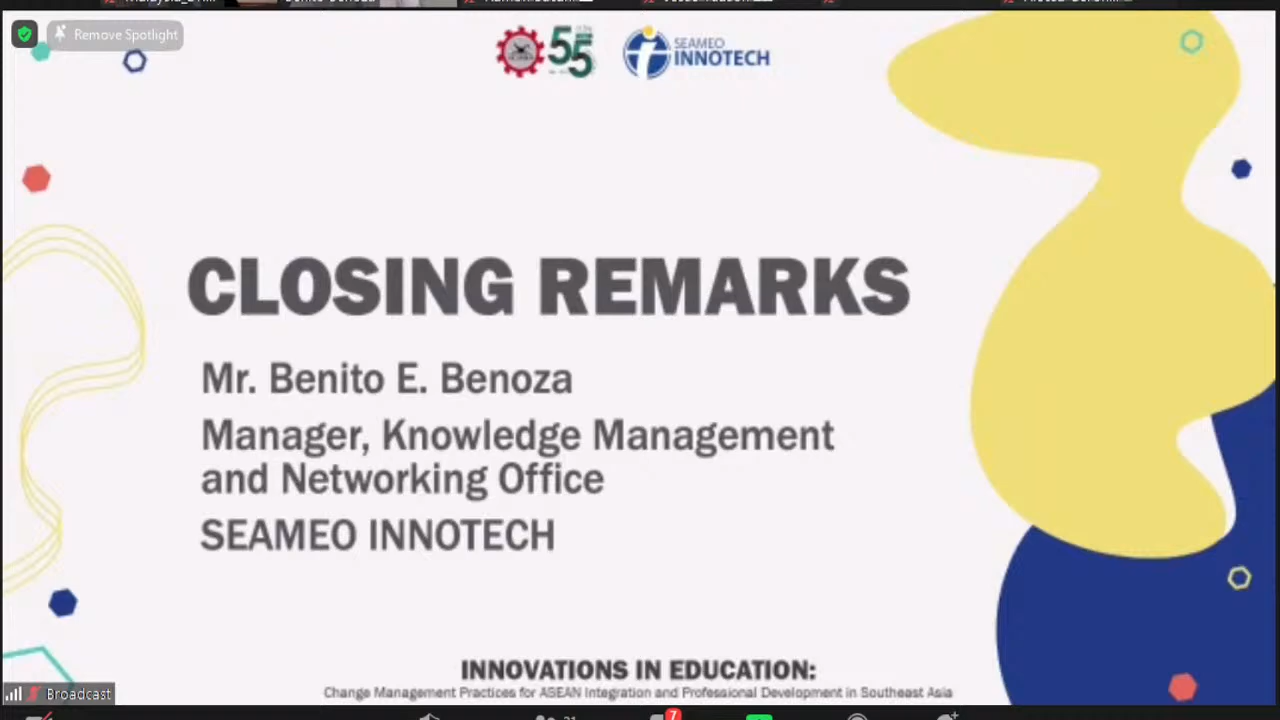 Remove Spotlight
55
SEAMEO
INNOTECH
CLOSING REMARKS
Mr. Benito E. Benoza
Manager, Knowledge Management
and Networking Office
SEAMEO INNOTECH
INNOVATIONS IN EDUCATION:
Change Management Practices for ASEAN Integration and Professional Development in Southeast Asia
Broadcast
7